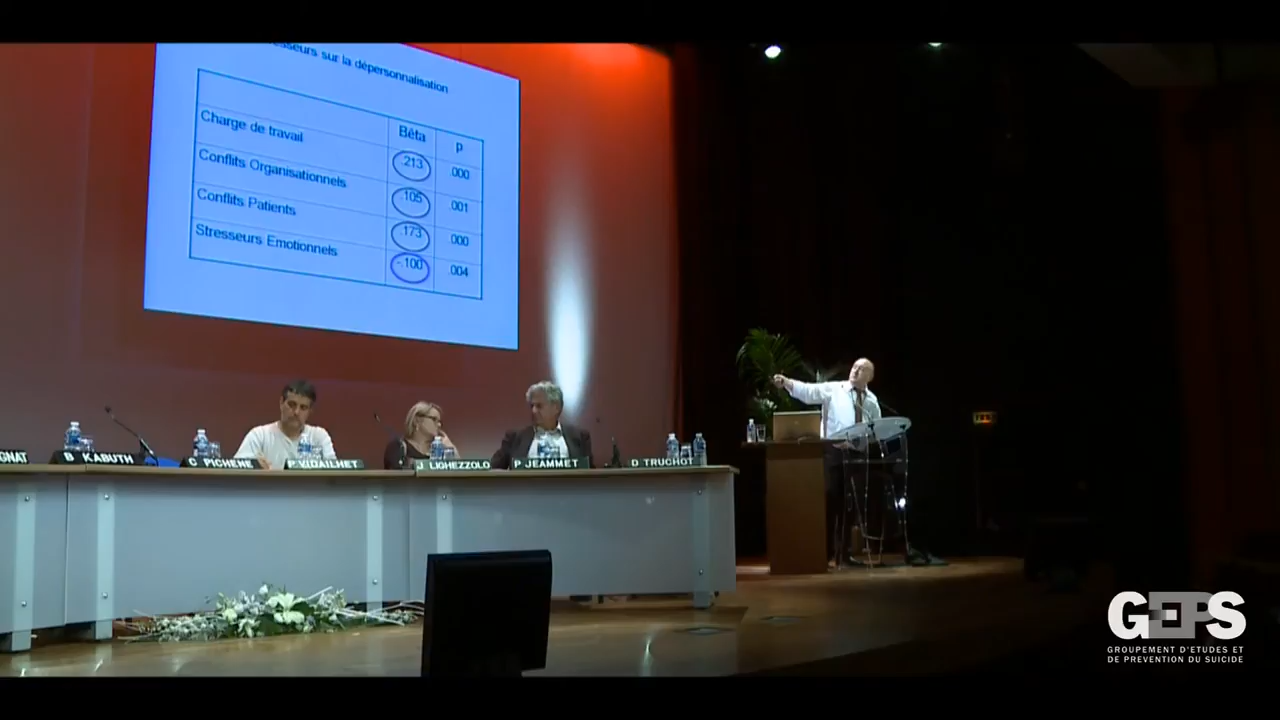 sseurs sur la dépersonnalisation
Bêta p
Charge de travail .213 .000
Conflits Organisationnels .105 .001
Conflits Patients .173 .000
Stresseurs Emotionnels -.100 .004
GNAT
B KABUTH
C PICHENE
P VIDAILHET
J LIGHEZZOLO
P JEAMMET
D TRUCHOT
GEPS
GROUPEMENT D'ETUDES ET
DE PREVENTION DU SUICIDE